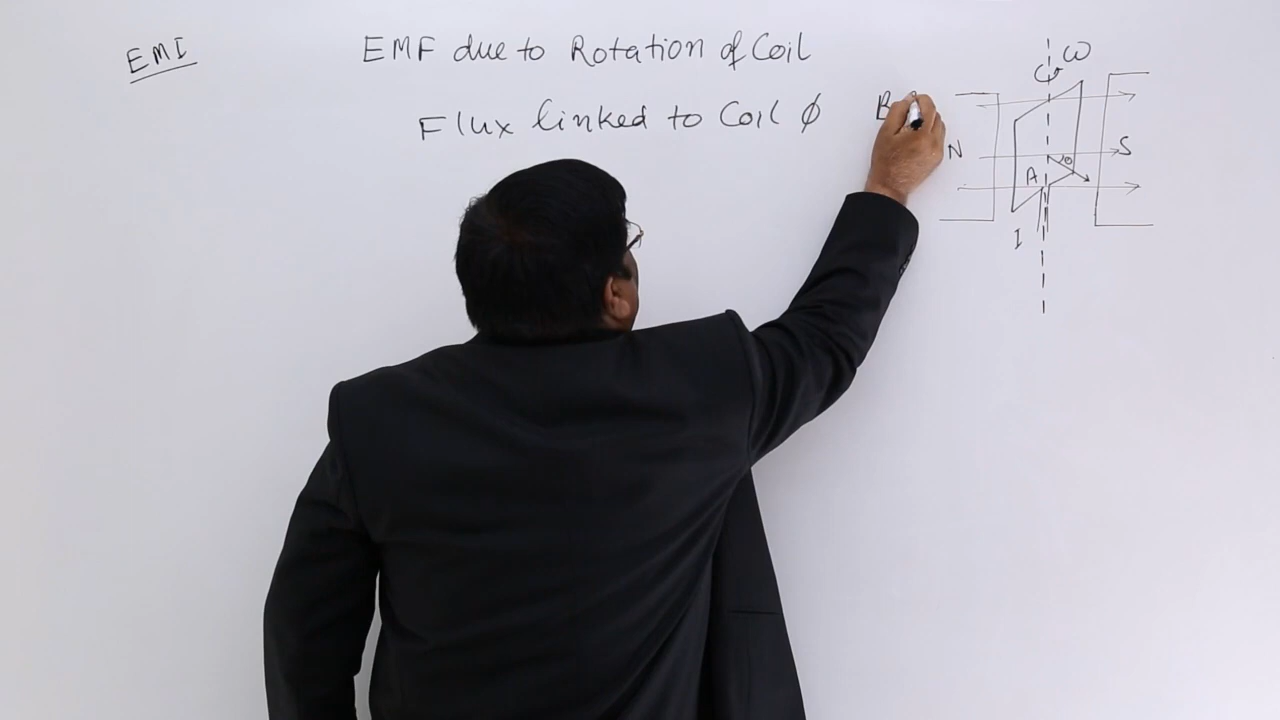 EMI
EMF due to Rotation of Coil
Flux linked to Coil ϕ
B
ω
N
S
θ
A
I